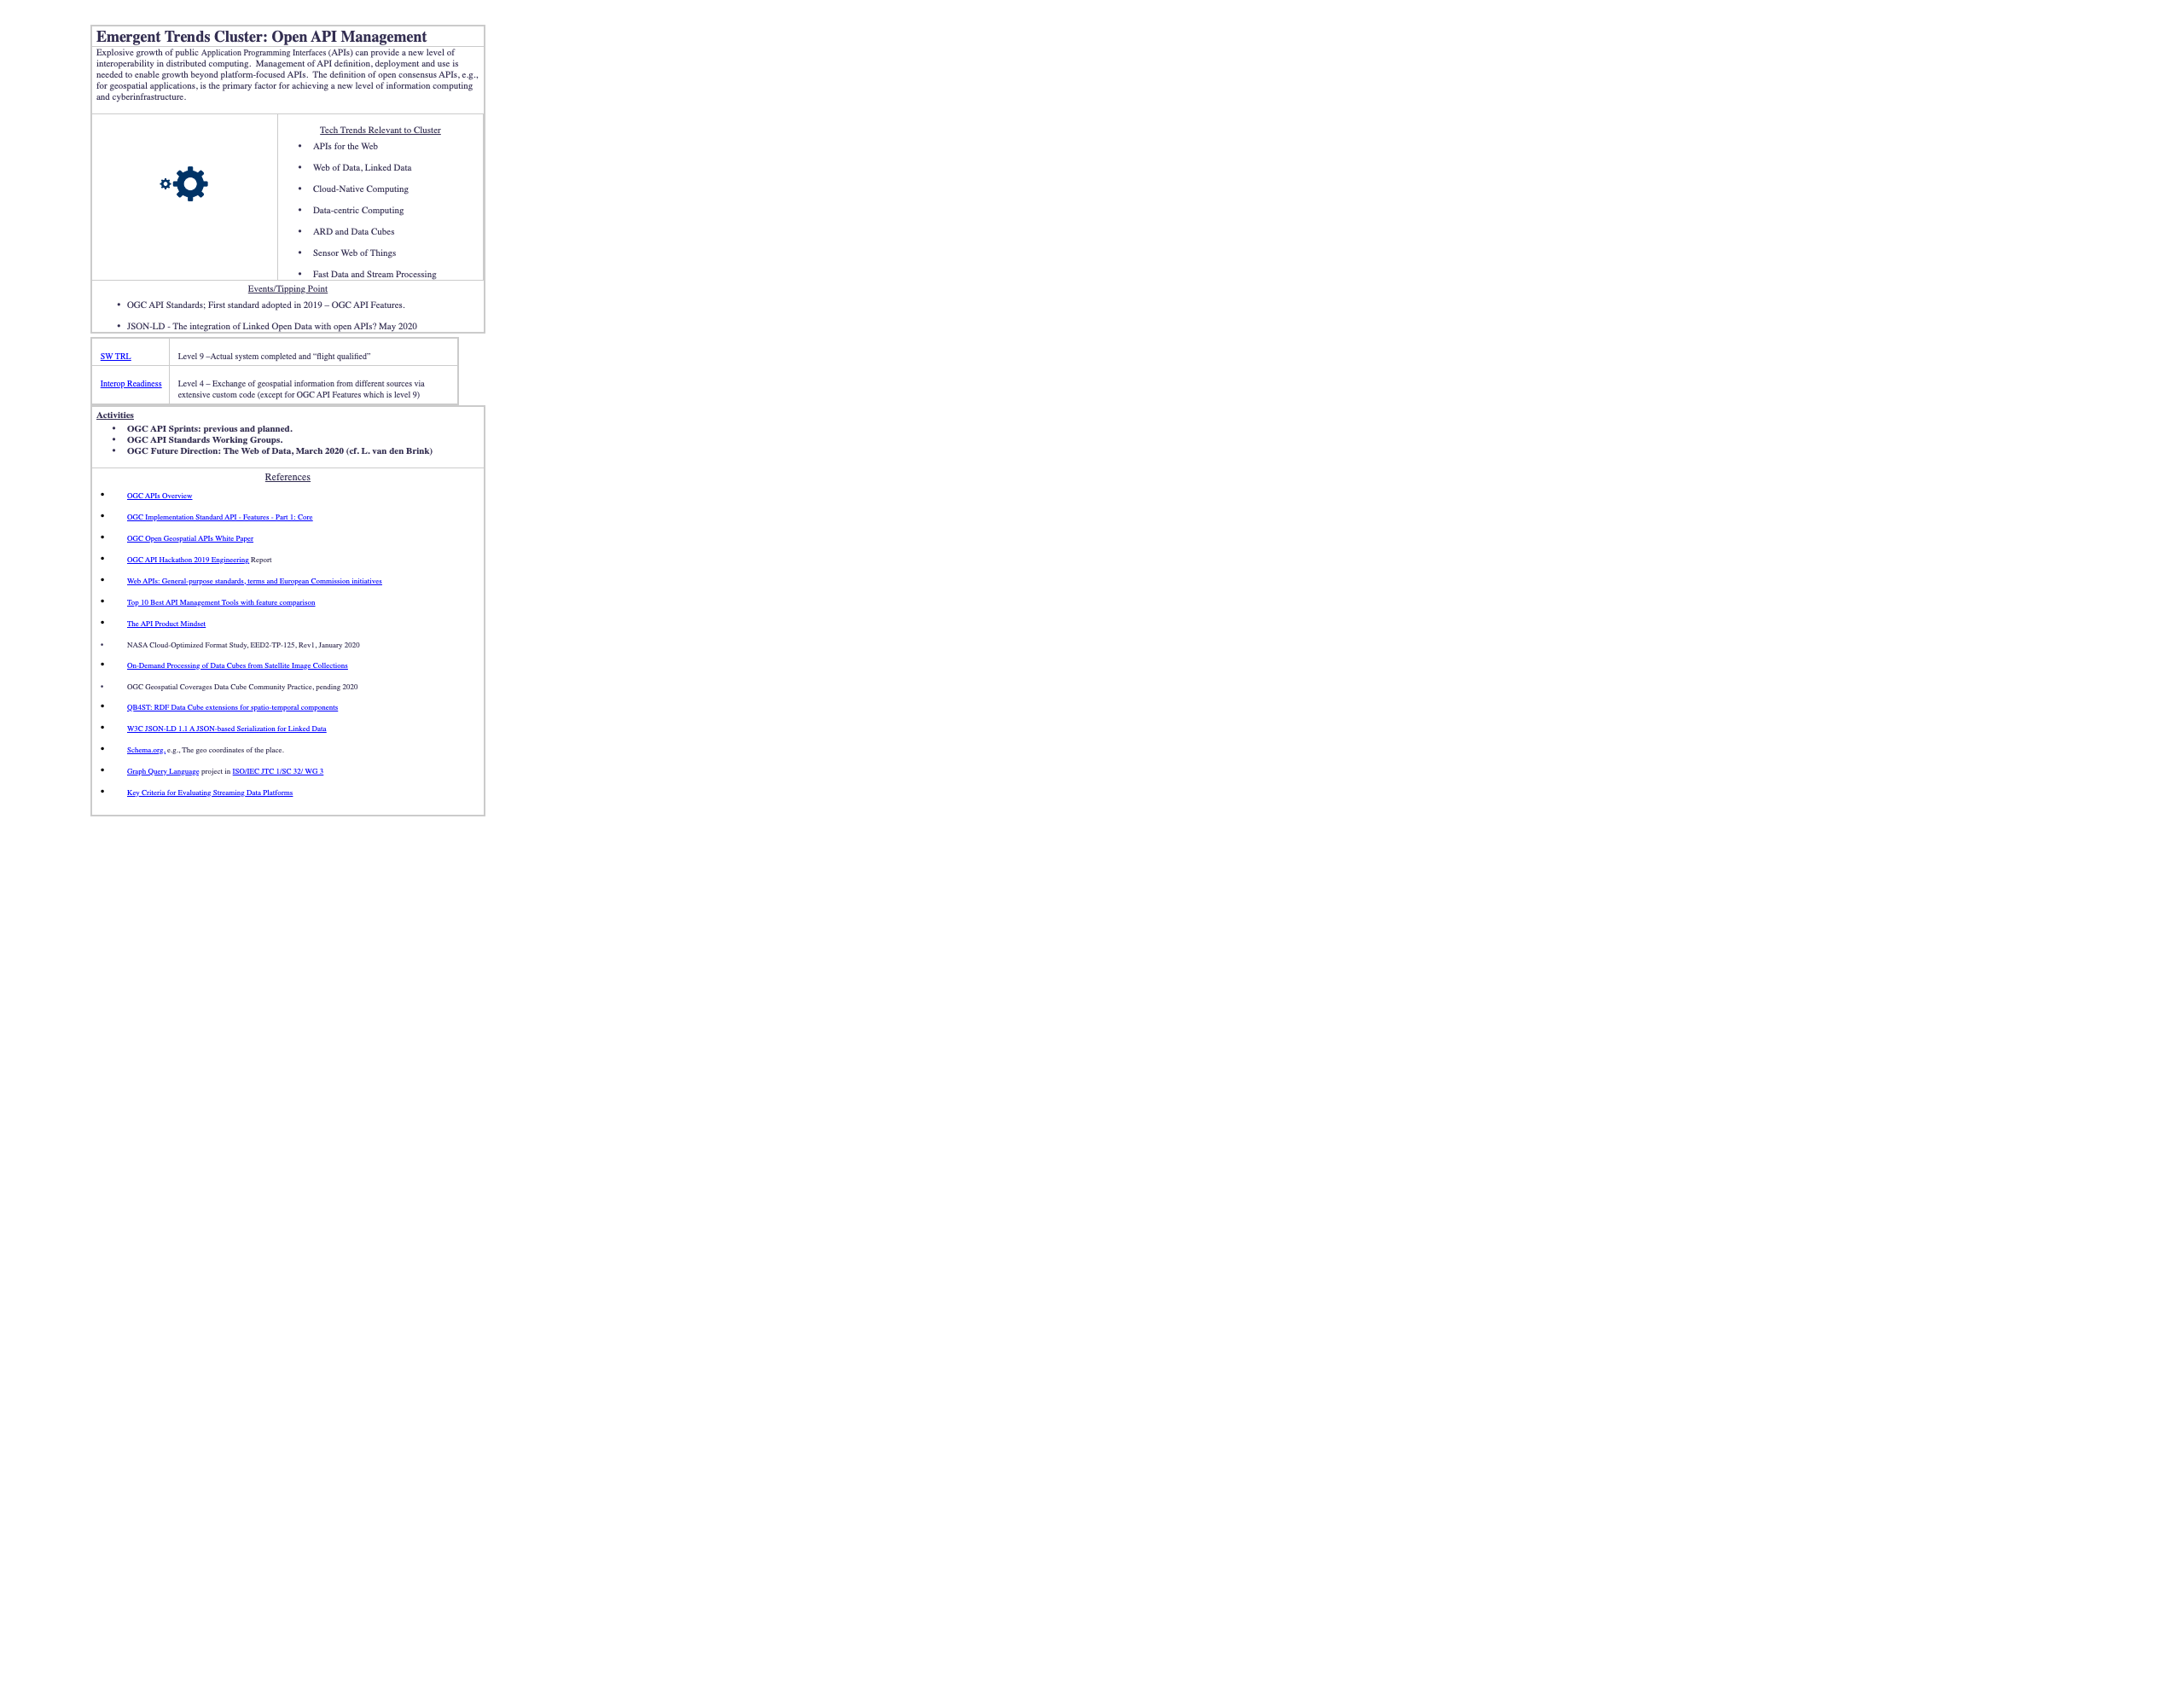 Emergent Trends Cluster: Open API Management
Explosive growth of public Application Programming Interfaces (APIs) can provide a new level of
interoperability in distributed computing.  Management of API definition, deployment and use is
needed to enable growth beyond platform-focused APIs.  The definition of open consensus APIs, e.g.,
for geospatial applications, is the primary factor for achieving a new level of information computing
and cyberinfrastructure.
Tech Trends Relevant to Cluster
• APIs for the Web
• Web of Data, Linked Data
• Cloud-Native Computing
• Data-centric Computing
• ARD and Data Cubes
• Sensor Web of Things
• Fast Data and Stream Processing
Events/Tipping Point
• OGC API Standards; First standard adopted in 2019 – OGC API Features.
• JSON-LD - The integration of Linked Open Data with open APIs? May 2020
SW TRL
Level 9 –Actual system completed and “flight qualified”
Interop Readiness
Level 4 – Exchange of geospatial information from different sources via
extensive custom code (except for OGC API Features which is level 9)
Activities
• OGC API Sprints: previous and planned.
• OGC API Standards Working Groups.
• OGC Future Direction: The Web of Data, March 2020 (cf. L. van den Brink)
References
• OGC APIs Overview
• OGC Implementation Standard API - Features - Part 1: Core
• OGC Open Geospatial APIs White Paper
• OGC API Hackathon 2019 Engineering Report
• Web APIs: General-purpose standards, terms and European Commission initiatives
• Top 10 Best API Management Tools with feature comparison
• The API Product Mindset
• NASA Cloud-Optimized Format Study, EED2-TP-125, Rev1, January 2020
• On-Demand Processing of Data Cubes from Satellite Image Collections
• OGC Geospatial Coverages Data Cube Community Practice, pending 2020
• QB4ST: RDF Data Cube extensions for spatio-temporal components
• W3C JSON-LD 1.1 A JSON-based Serialization for Linked Data
• Schema.org, e.g., The geo coordinates of the place.
• Graph Query Language project in ISO/IEC JTC 1/SC 32/ WG 3
• Key Criteria for Evaluating Streaming Data Platforms